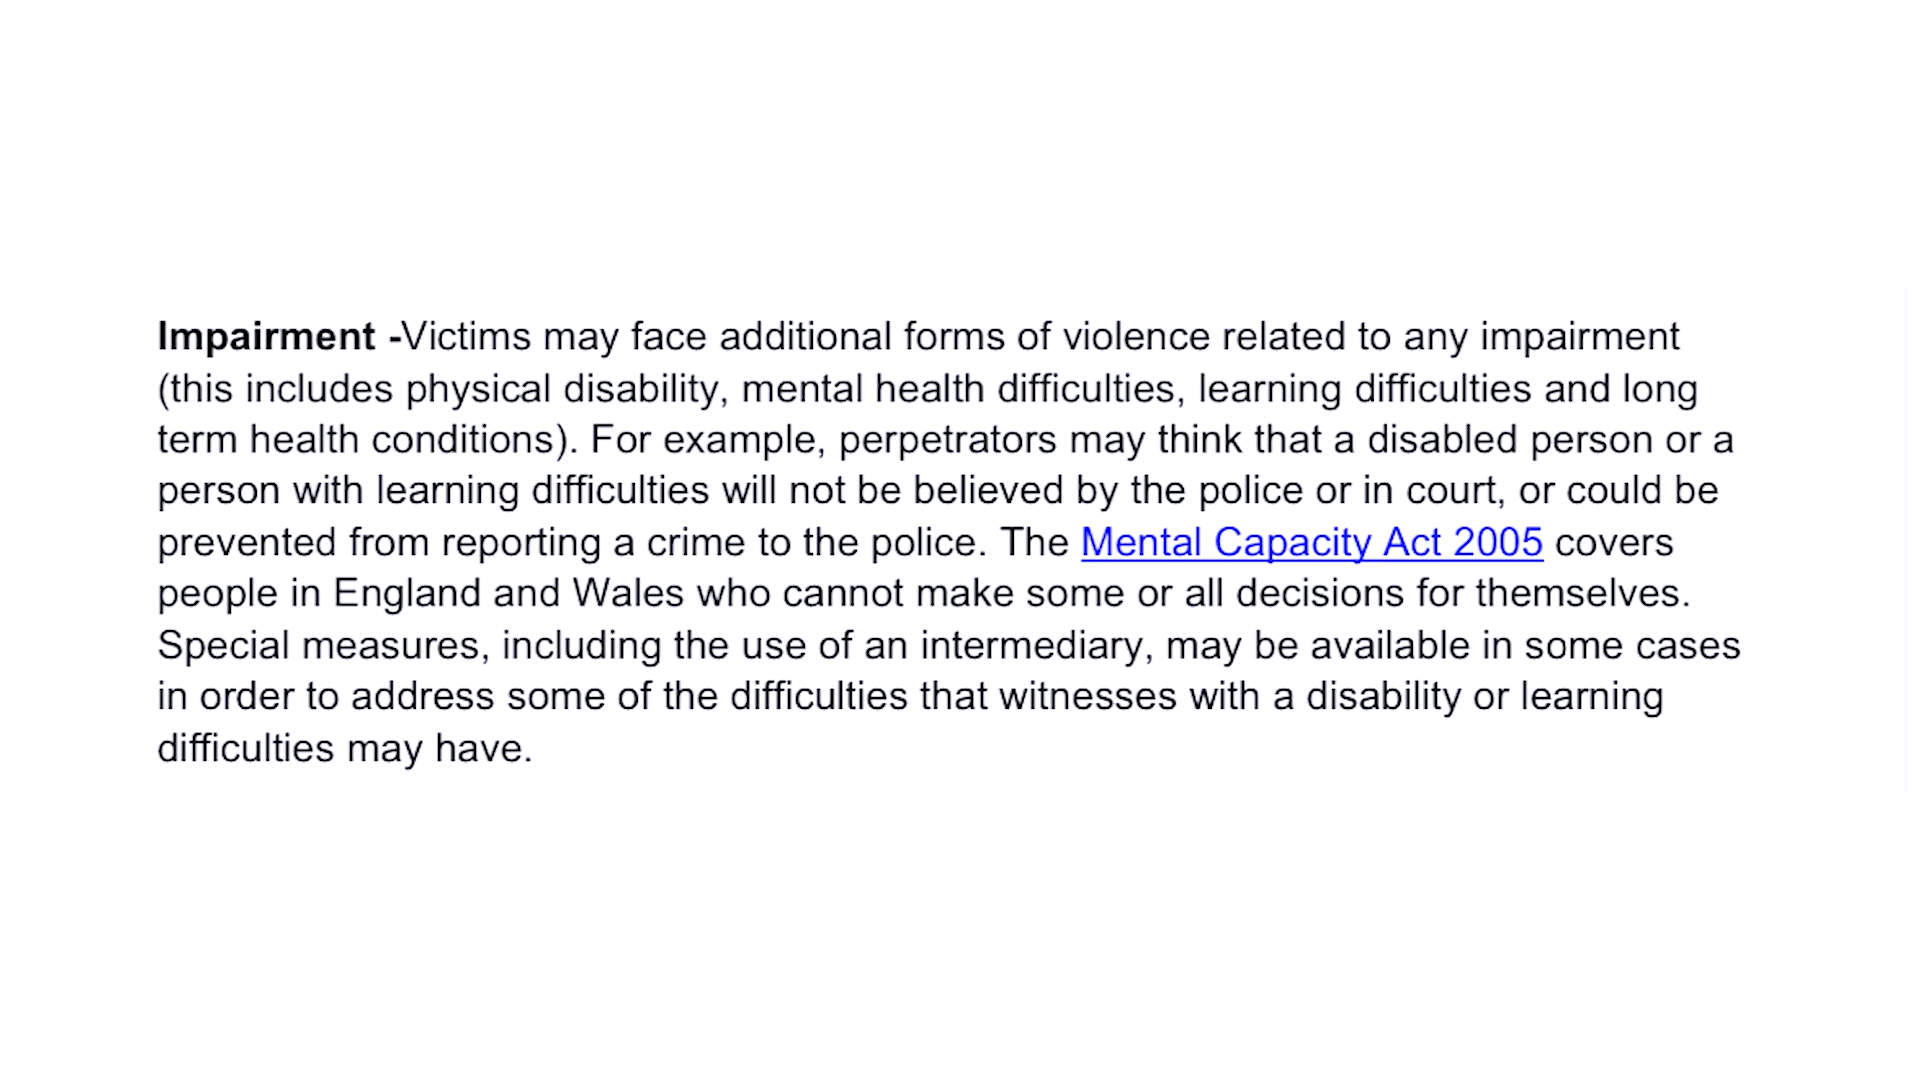 Impairment -Victims may face additional forms of violence related to any impairment
(this includes physical disability, mental health difficulties, learning difficulties and long
term health conditions). For example, perpetrators may think that a disabled person or a
person with learning difficulties will not be believed by the police or in court, or could be
prevented from reporting a crime to the police. The Mental Capacity Act 2005 covers
people in England and Wales who cannot make some or all decisions for themselves.
Special measures, including the use of an intermediary, may be available in some cases
in order to address some of the difficulties that witnesses with a disability or learning
difficulties may have.